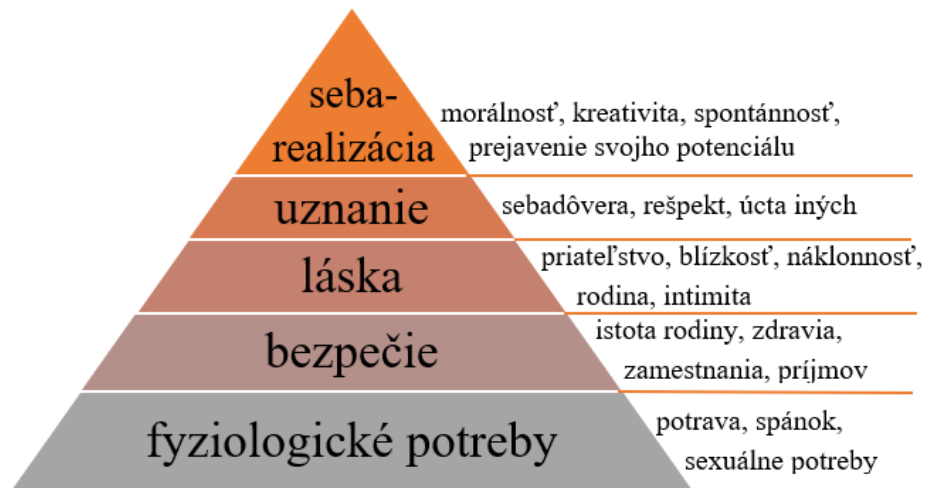 seba-
realizácia
morálnosť, kreativita, spontánnosť,
prejavenie svojho potenciálu
uznanie
sebadôvera, rešpekt, úcta iných
láska
priateľstvo, blízkosť, náklonnosť,
rodina, intimita
bezpečie
istota rodiny, zdravia,
zamestnania, príjmov
fyziologické potreby
potrava, spánok,
sexuálne potreby